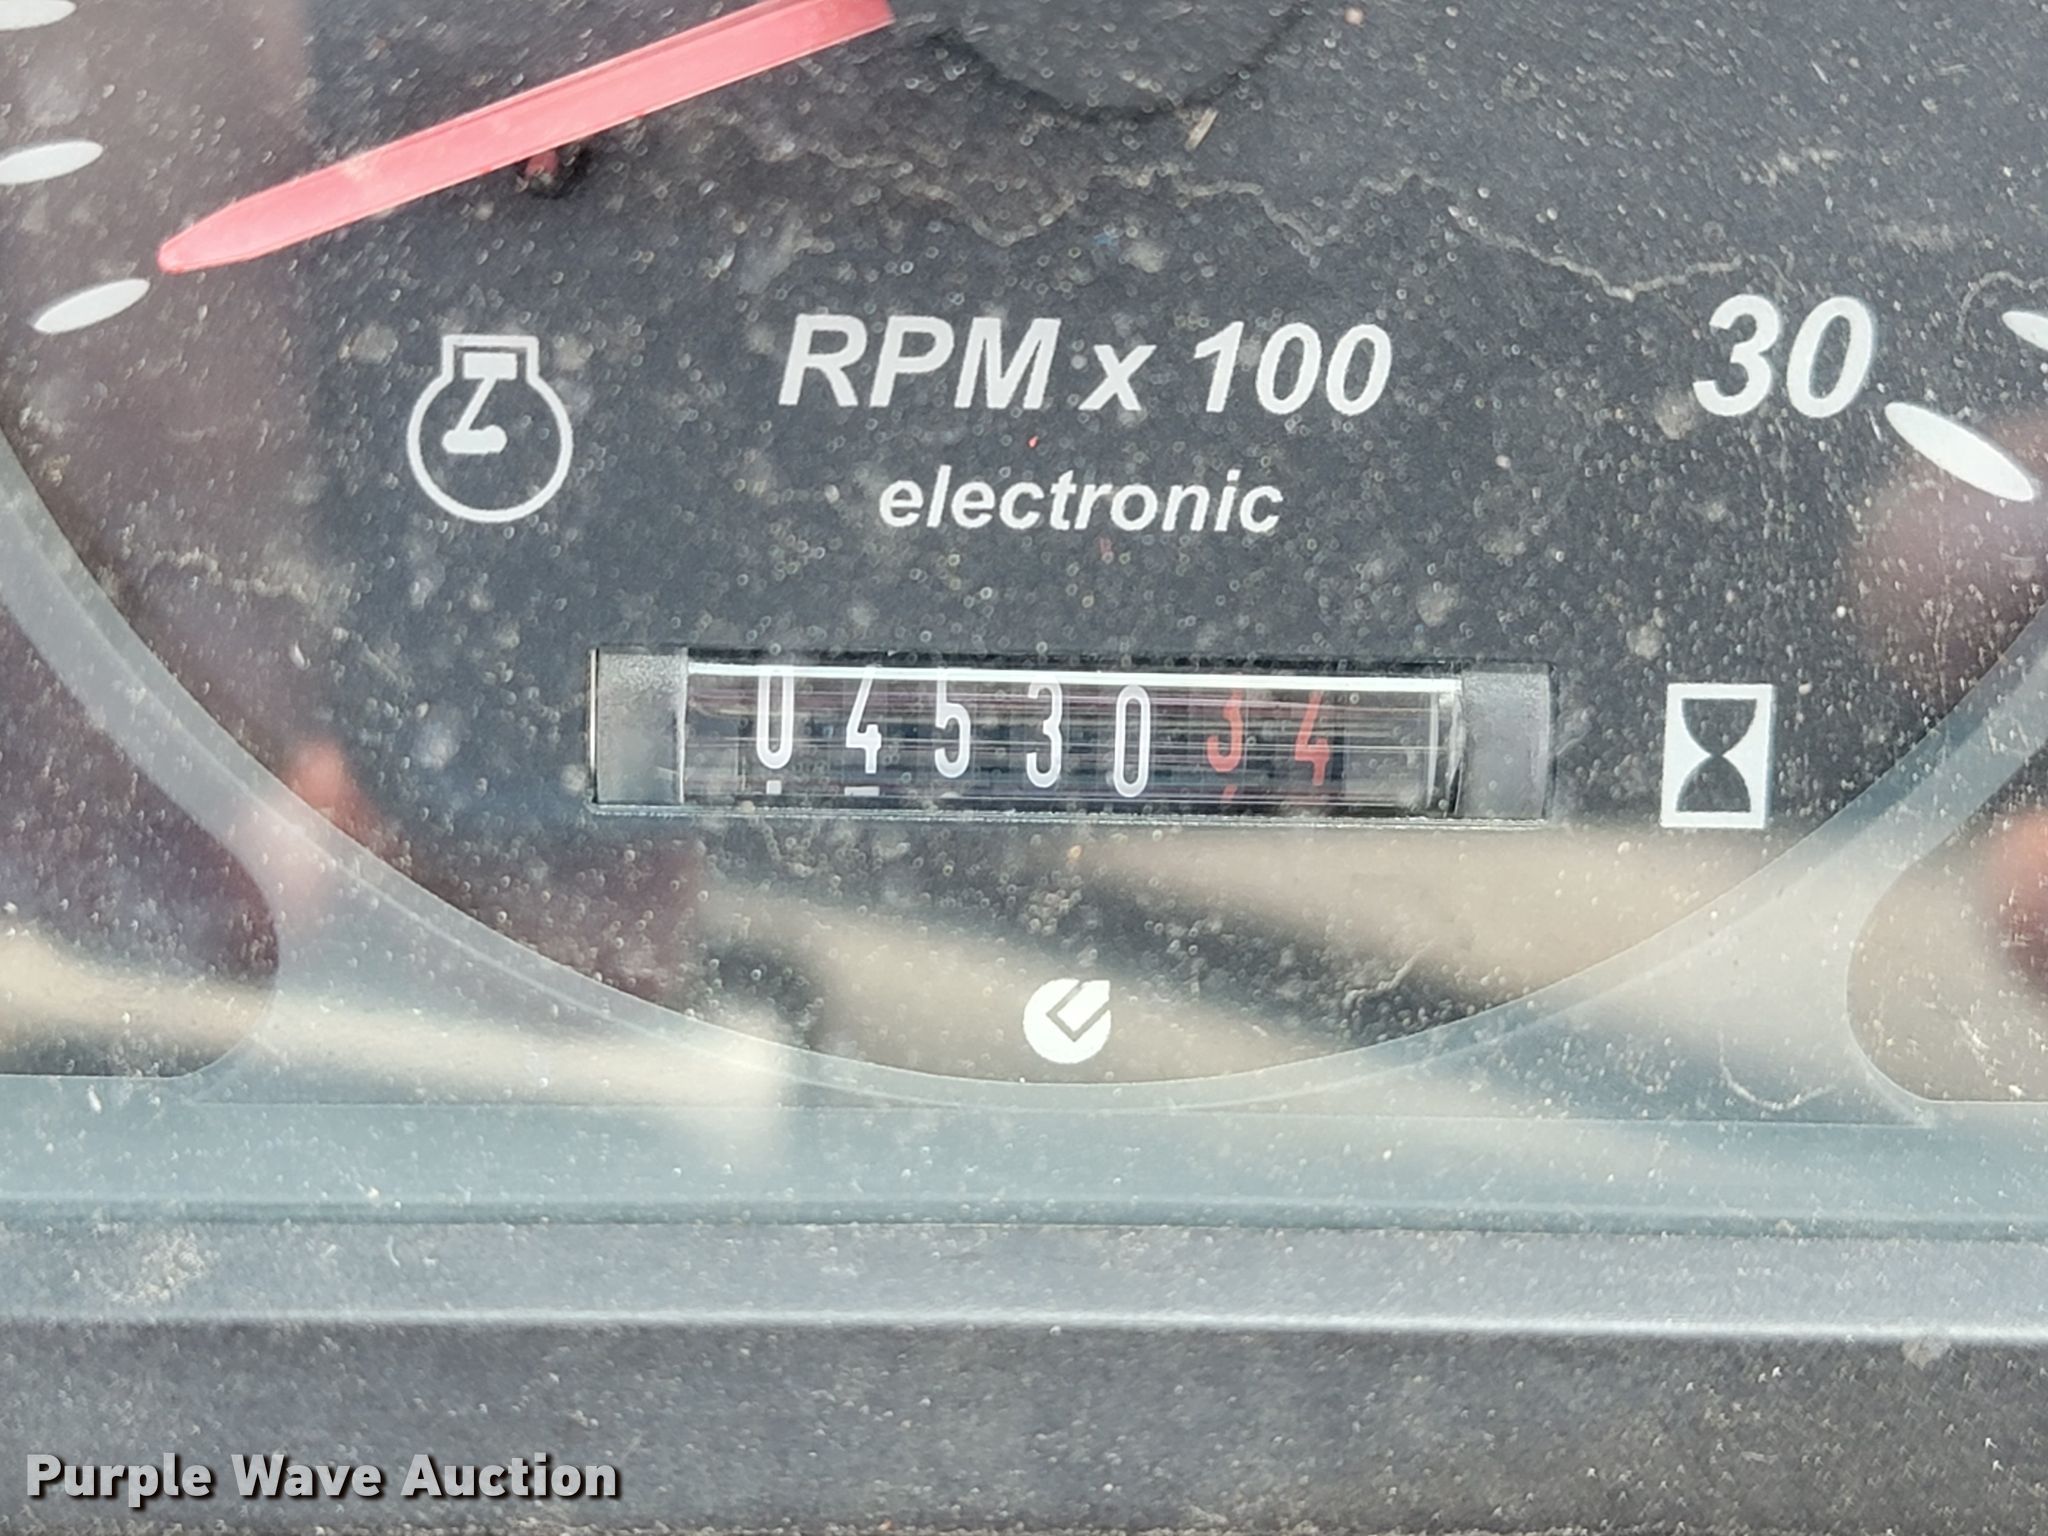 RPM x 100
30
electronic
0453034
Purple Wave Auction